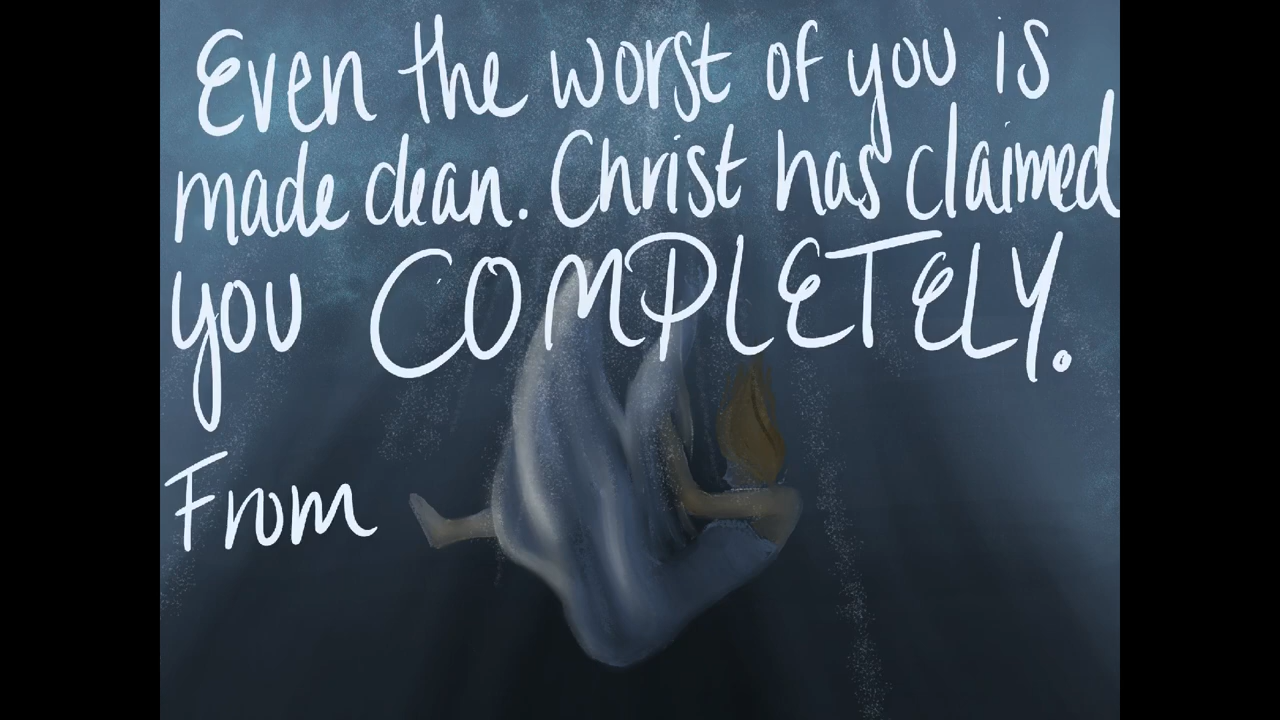 Even the worst of you is
made clean. Christ has claimed
you COMPLETELY.
From